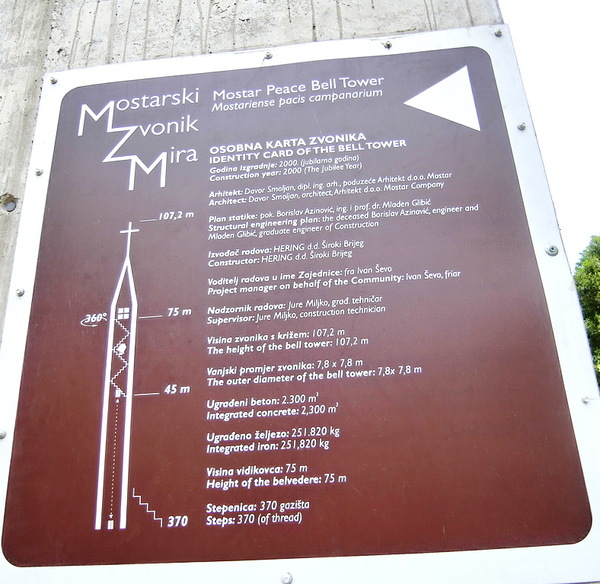 Mostarski
Zvonik
Mira
Mostar Peace Bell Tower
Mostariense pacis campanarium
OSOBNA KARTA ZVONIKA
IDENTITY CARD OF THE BELL TOWER
Godina izgradnje: 2000. (jubilarna godina)
Construction year: 2000 (The Jubilee Year)
Arhitekt: Davor Smoljan, dipl. ing. arh., poduzeće Arhitekt d.o.o. Mostar
Architect: Davor Smoljan, architect, Arhitekt d.o.o. Mostar Company
Plan statike: pok. Borislav Azinović, ing. i prof. dr. Mladen Glibić
Structural engineering plan: the deceased Borislav Azinović, engineer and
Mladen Glibić, graduate engineer of Construction
Izvođač radova: HERING d.d. Široki Brijeg
Constructor: HERING d.d. Široki Brijeg
Voditelj radova u ime Zajednice: fra Ivan Ševo
Project manager on behalf of the Community: Ivan Ševo, friar
Nadzornik radova: Jure Miljko, građ. tehničar
Supervisor: Jure Miljko, construction technician
Visina zvonika s križem: 107,2 m
The height of the bell tower: 107,2 m
Vanjski promjer zvonika: 7,8 x 7,8 m
The outer diameter of the bell tower: 7,8x 7,8 m
Ugrađeni beton: 2.300 m³
Integrated concrete: 2,300 m³
Ugrađeno željezo: 251.820 kg
Integrated iron: 251,820 kg
Visina vidikovca: 75 m
Height of the belvedere: 75 m
Stepenica: 370 gazišta
Steps: 370 (of thread)
107,2 m
360°
75 m
45 m
370